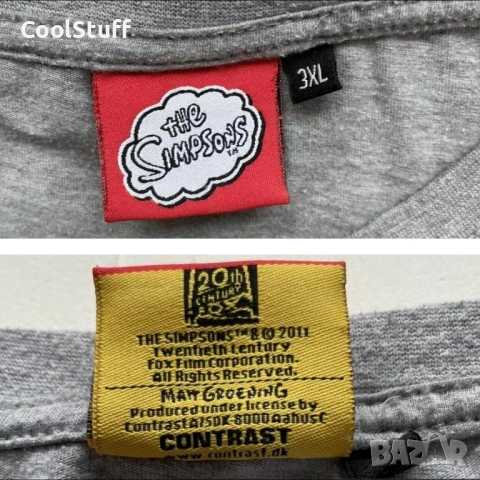 CoolStuff
3XL
The
SIMPSONS
TM
20th
CENTURY
FOX
THE SIMPSONS™ & © 2011
Twentieth Century
Fox Film Corporation.
All Rights Reserved.
MATT GROENING
Produced under license by
Contrast A/S DK-8000 Aarhus C
CONTRAST
www.contrast.dk
BAZAR